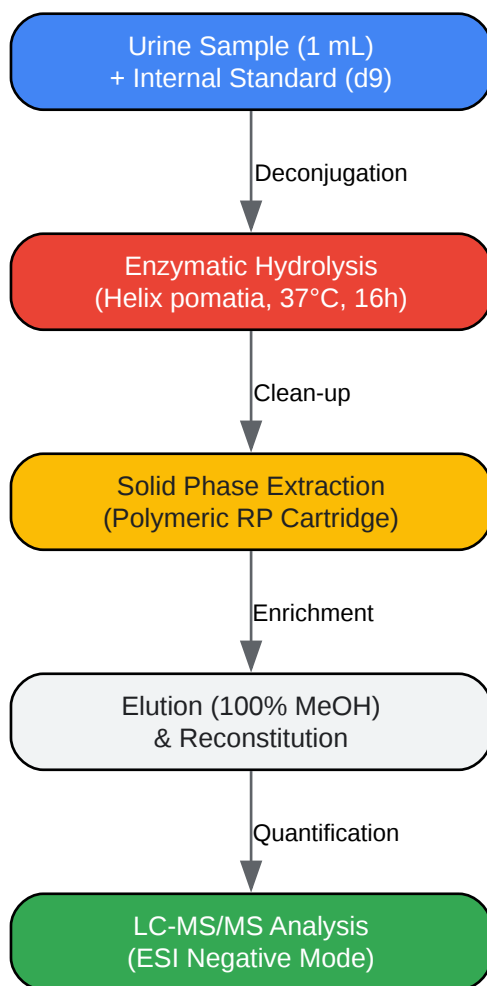 Urine Sample (1 mL)
+ Internal Standard (d9)
Deconjugation
Enzymatic Hydrolysis
(Helix pomatia, 37°C, 16h)
Clean-up
Solid Phase Extraction
(Polymeric RP Cartridge)
Enrichment
Elution (100% MeOH)
& Reconstitution
Quantification
LC-MS/MS Analysis
(ESI Negative Mode)